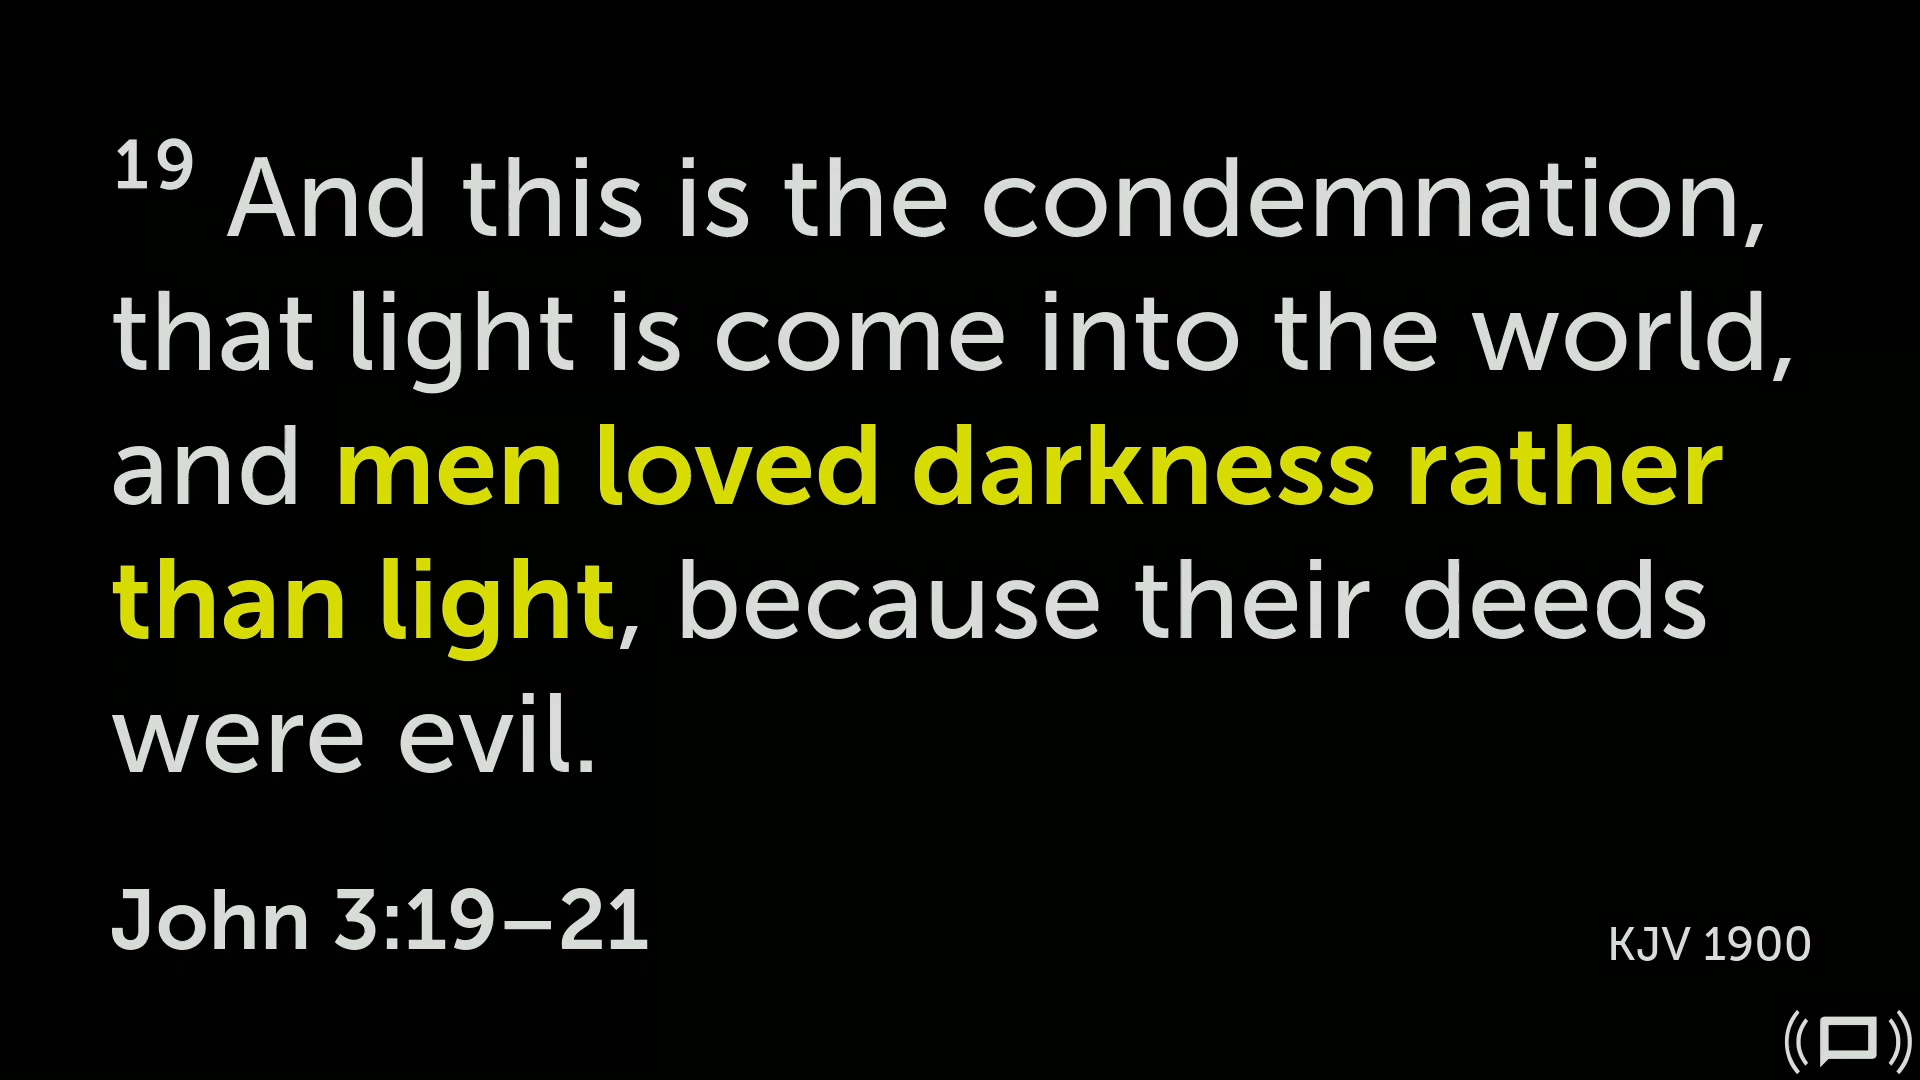 19 And this is the condemnation,
that light is come into the world,
and men loved darkness rather
than light, because their deeds
were evil.
John 3:19–21
KJV 1900